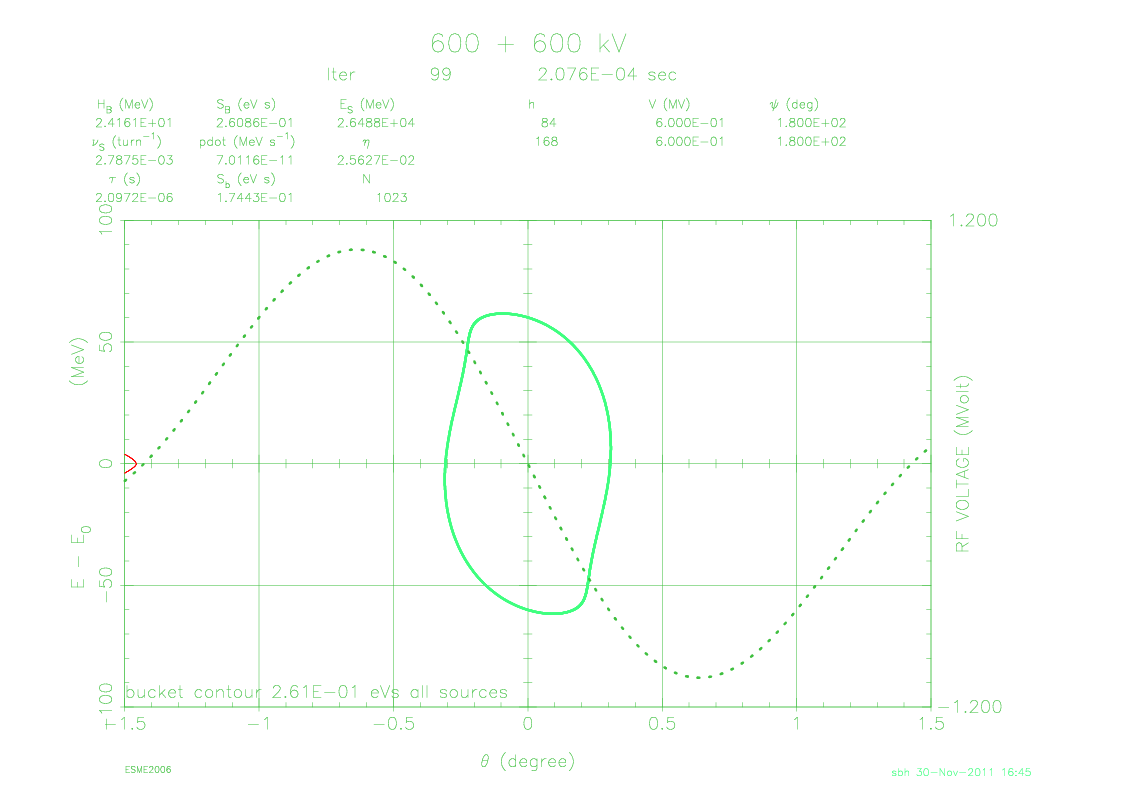 600 + 600 kV
Iter 99 2.076E-04 sec
H_B (MeV) S_B (eV s) E_S (MeV) h V (MV) ψ (deg)
2.4161E+01 2.6086E-01 2.6488E+04 84 6.000E-01 1.800E+02
ν_S (turn⁻¹) pdot (MeV s⁻¹) η 168 6.000E-01 1.800E+02
2.7875E-03 7.0116E-11 2.5627E-02
τ (s) S_b (eV s) N
2.0972E-06 1.7443E-01 1023
100
50
0
-50
-100
E - E_0 (MeV)
1.200
-1.200
RF VOLTAGE (MVolt)
bucket contour 2.61E-01 eVs all sources
-1.5 -1 -0.5 0 0.5 1 1.5
θ (degree)
ESME2006
sbh 30-Nov-2011 16:45